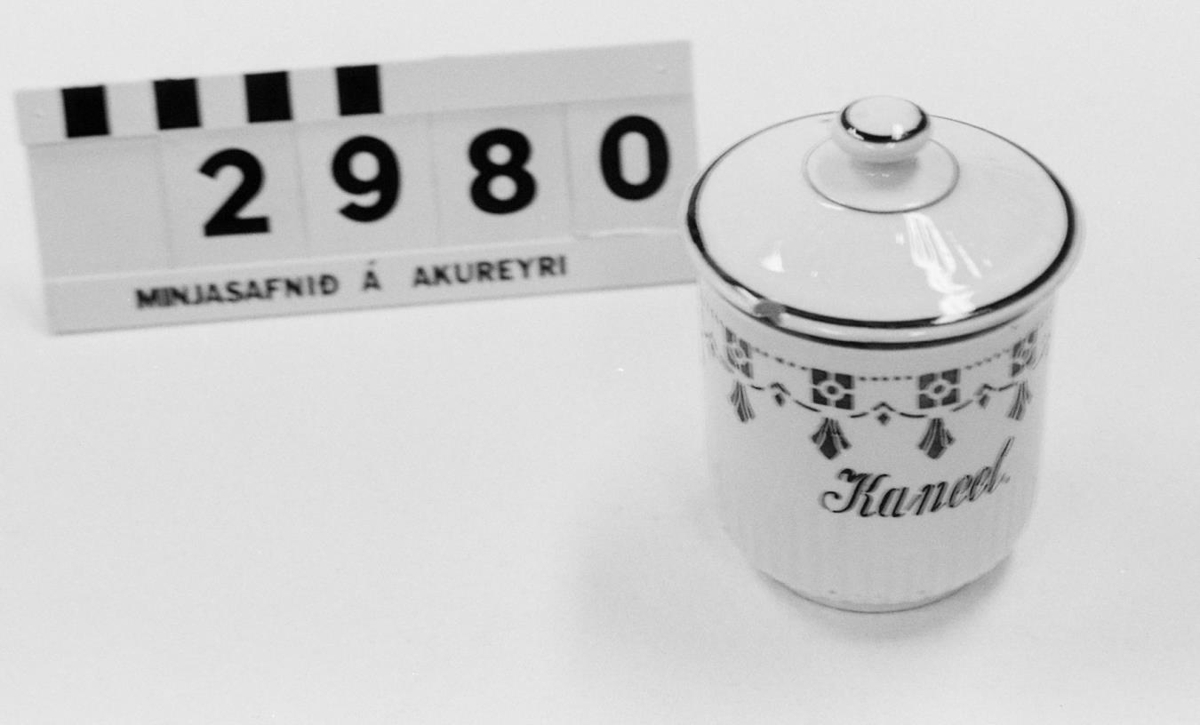 2980
MINJASAFNIÐ Á AKUREYRI
Kaneel.